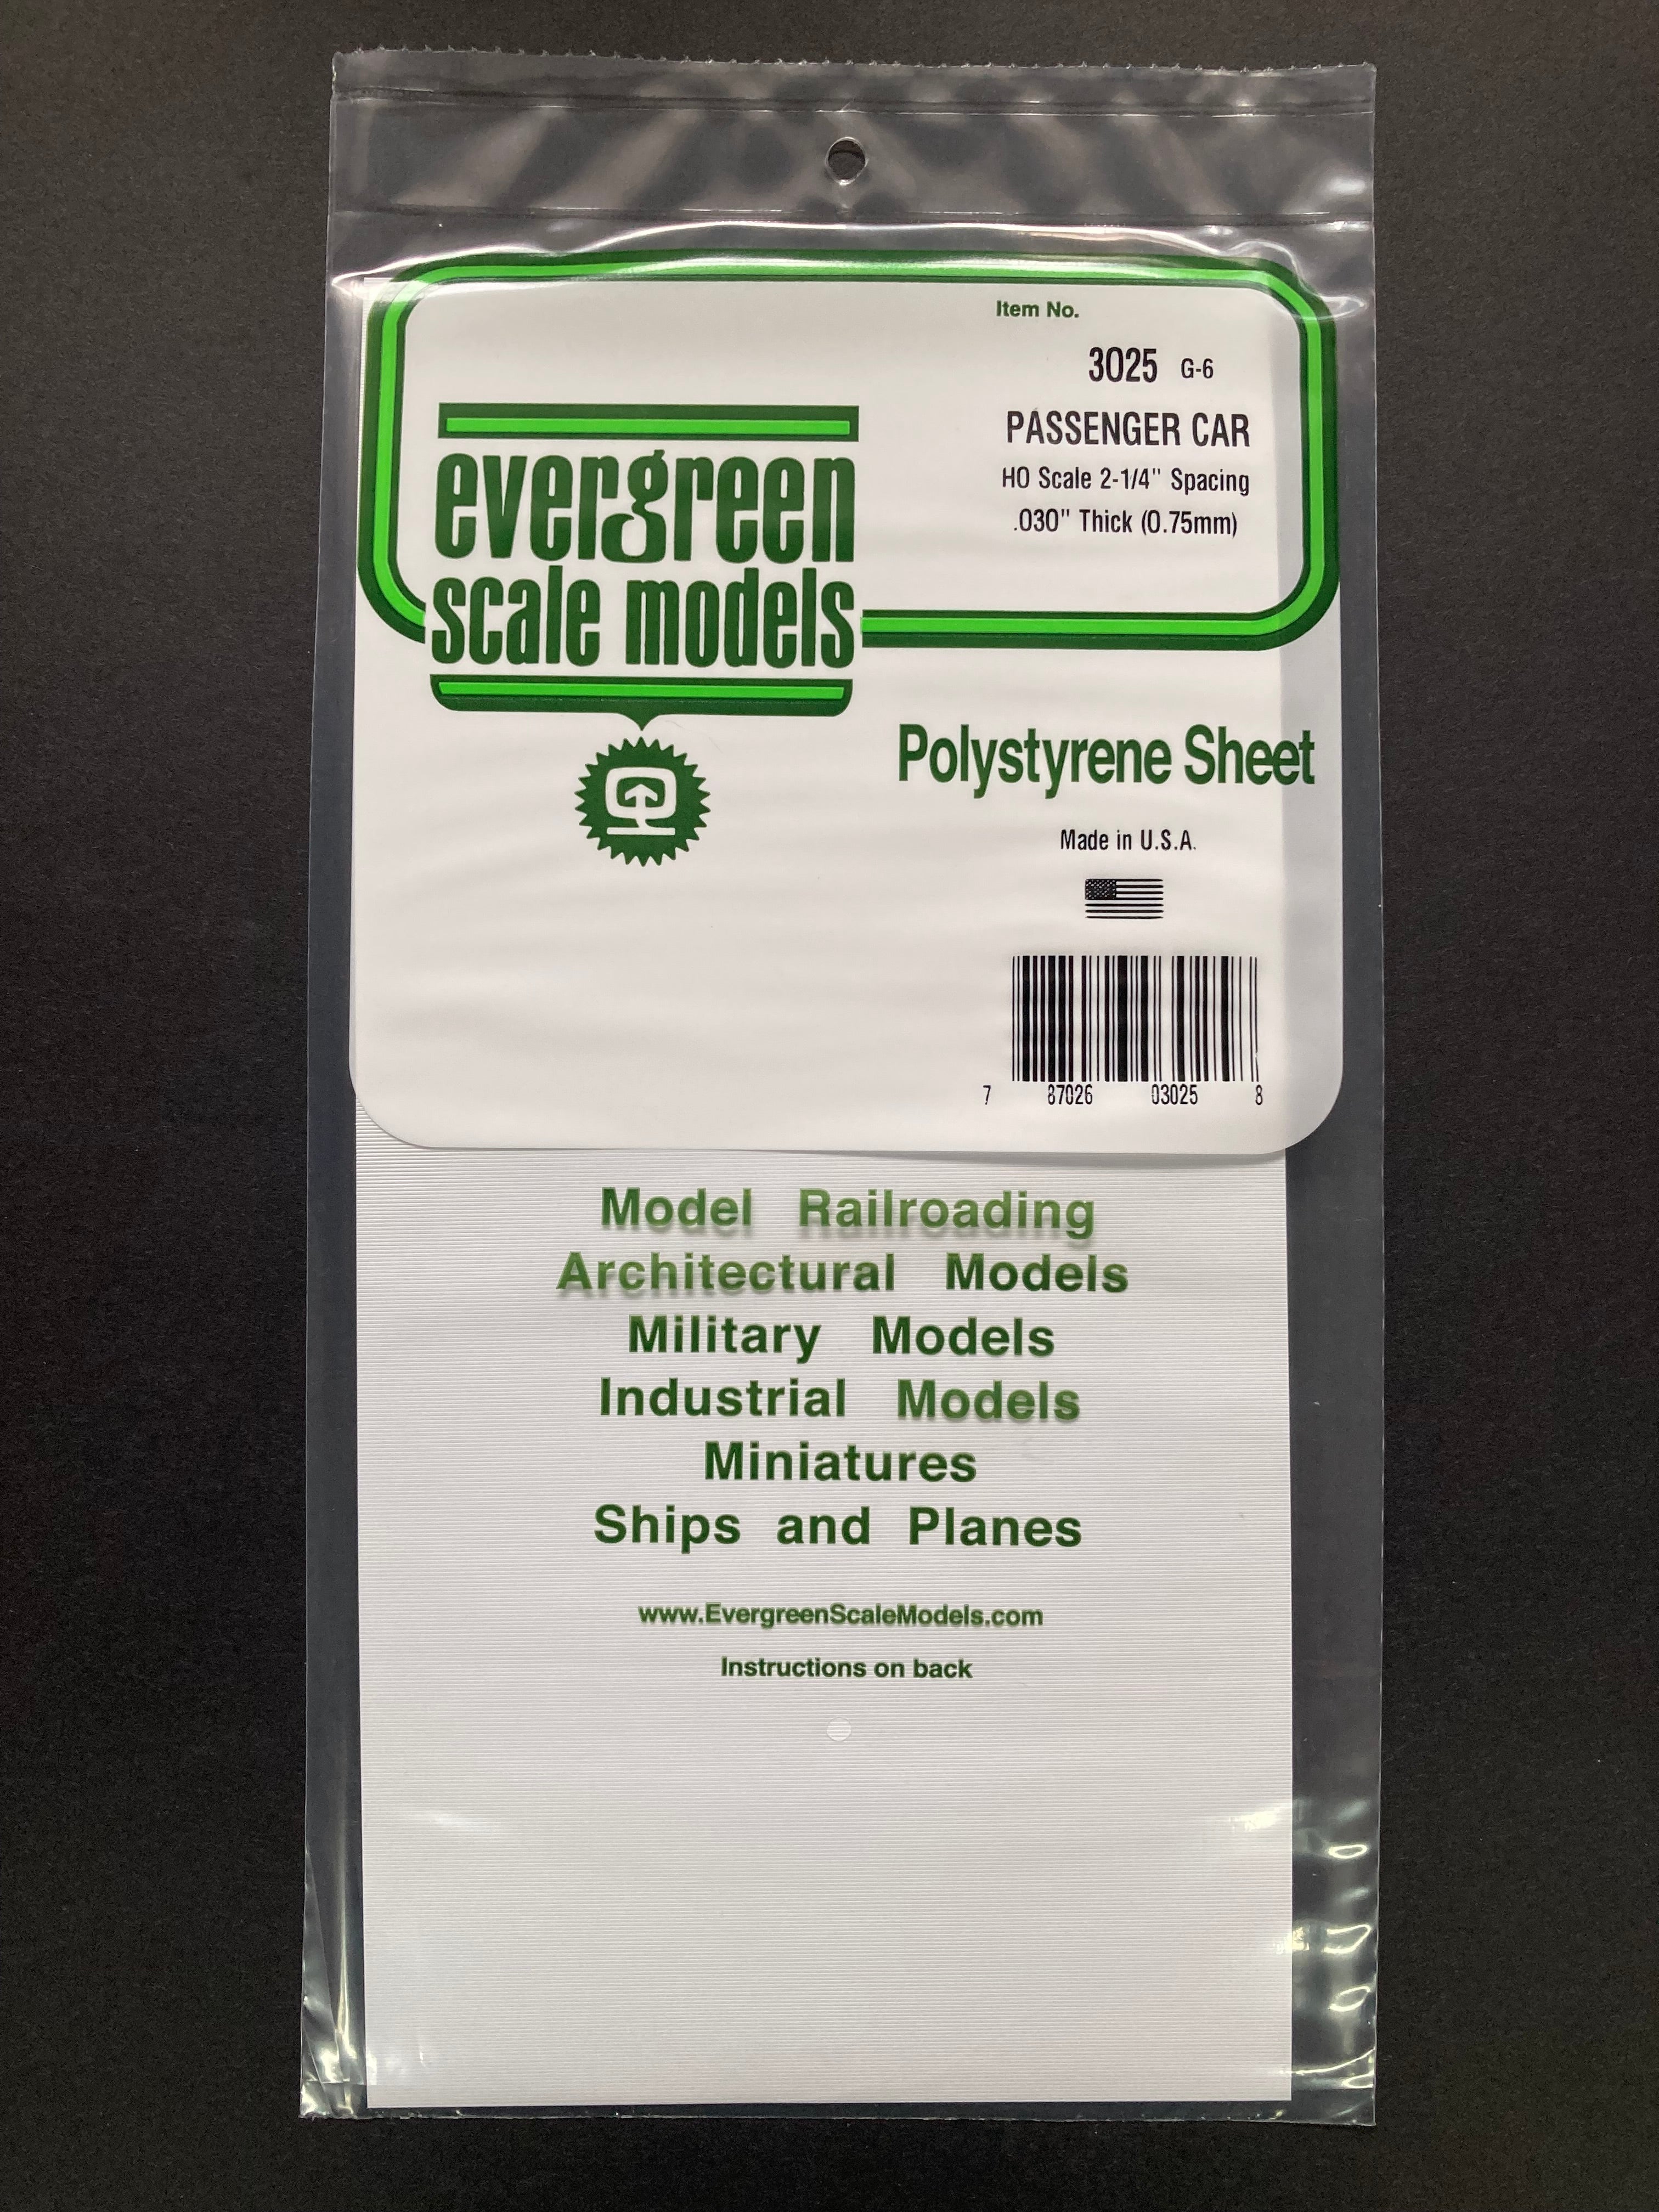 Item No.
3025 G-6
PASSENGER CAR
HO Scale 2-1/4" Spacing
.030" Thick (0.75mm)
evergreen
scale models
Polystyrene Sheet
Made in U.S.A.
7 87026 03025 8
Model Railroading
Architectural Models
Military Models
Industrial Models
Miniatures
Ships and Planes
www.EvergreenScaleModels.com
Instructions on back